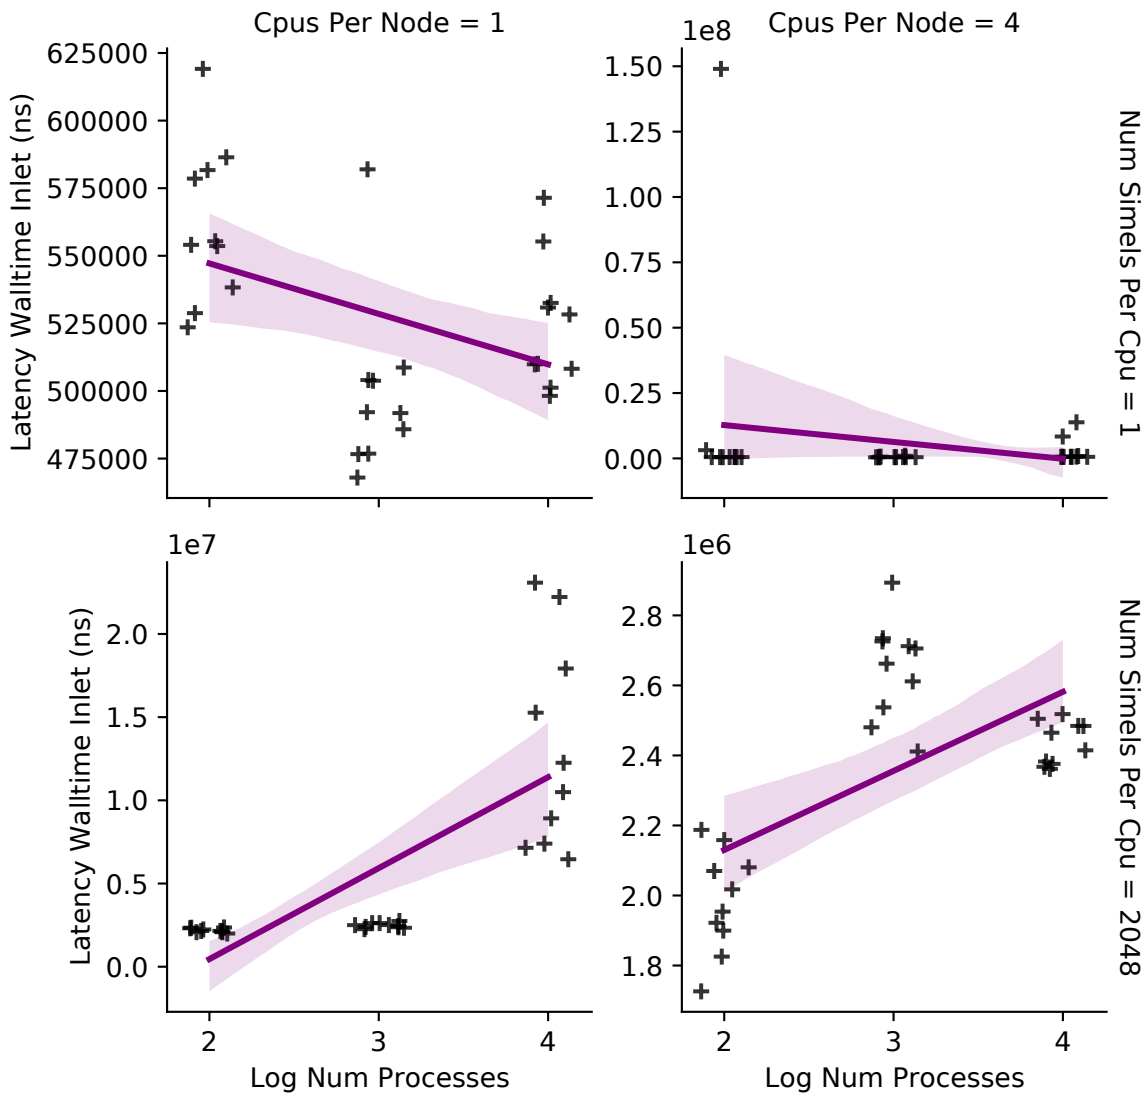 Cpus Per Node = 1
Cpus Per Node = 4
1e8
Latency Walltime Inlet (ns)
625000
600000
575000
550000
525000
500000
475000
1.50
1.25
1.00
0.75
0.50
0.25
0.00
Num Simels Per Cpu = 1
2
3
4
2
3
4
1e7
1e6
Latency Walltime Inlet (ns)
2.0
1.5
1.0
0.5
0.0
2.8
2.6
2.4
2.2
2.0
1.8
Num Simels Per Cpu = 2048
Log Num Processes
Log Num Processes